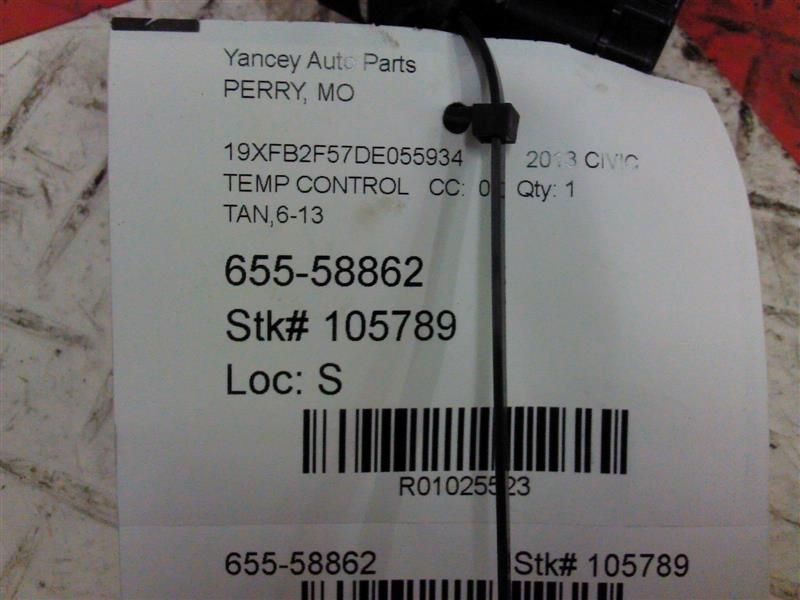 Yancey Auto Parts
PERRY, MO
19XFB2F57DE055934 2013 CIVIC
TEMP CONTROL CC: Qty: 1
TAN,6-13
655-58862
Stk# 105789
Loc: S
R01025523
655-58862 Stk# 105789